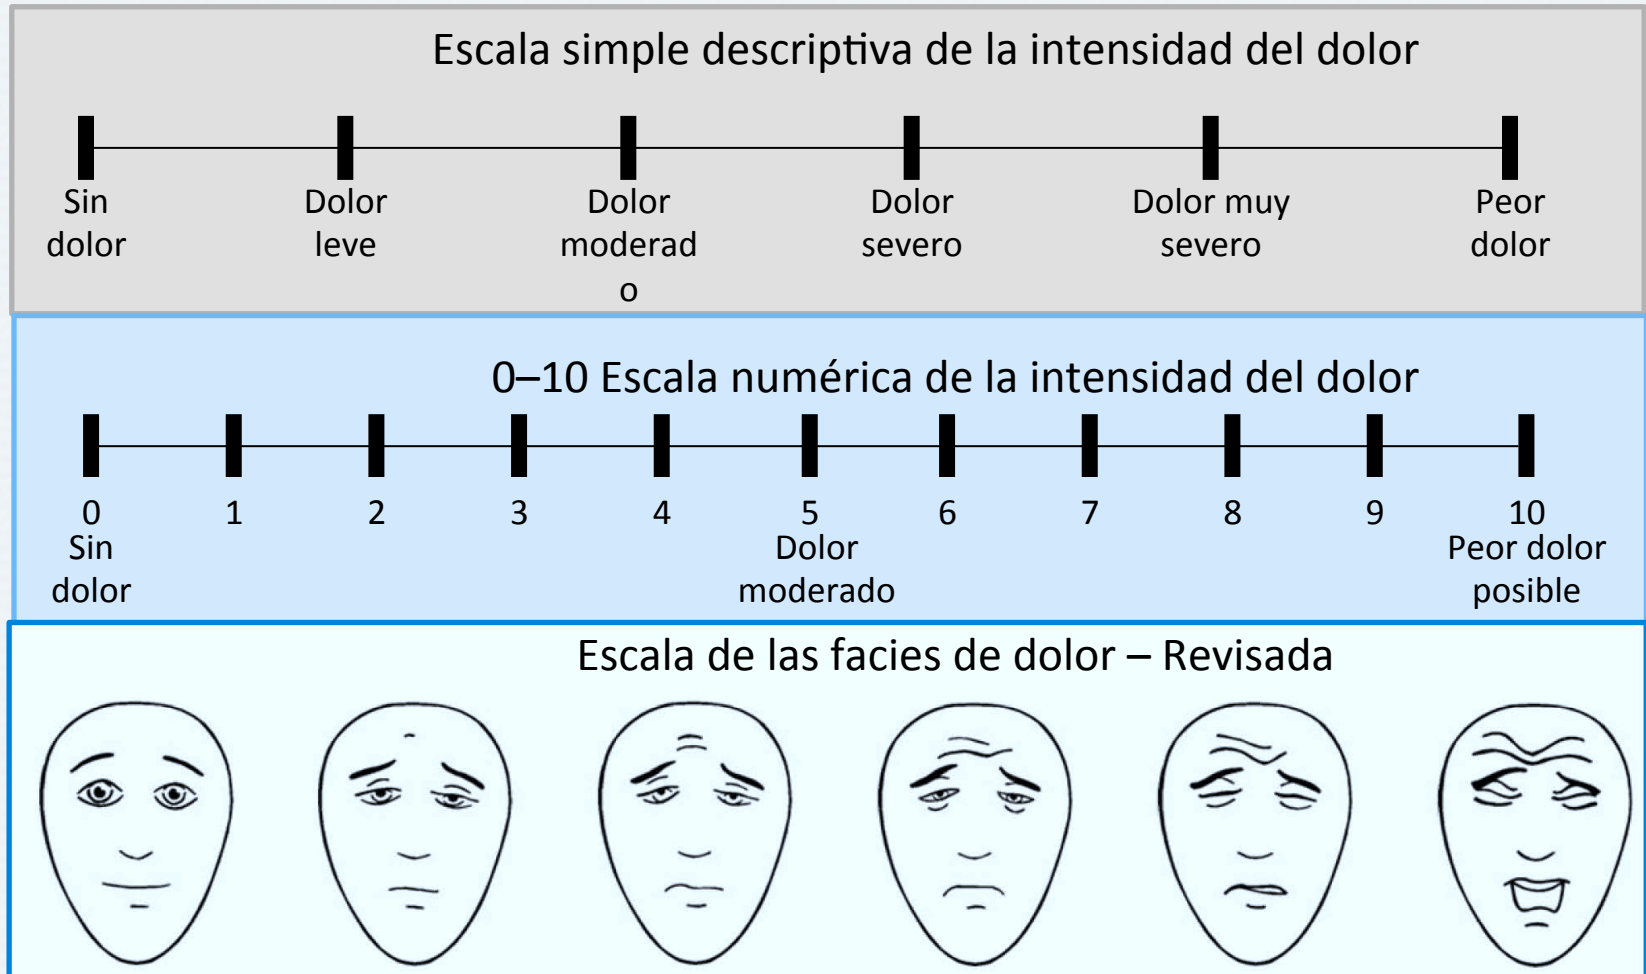 Escala simple descriptiva de la intensidad del dolor
Sin dolor
Dolor leve
Dolor moderad o
Dolor severo
Dolor muy severo
Peor dolor
0–10 Escala numérica de la intensidad del dolor
0 1 2 3 4 5 6 7 8 9 10
Sin dolor
Dolor moderado
Peor dolor posible
Escala de las facies de dolor – Revisada